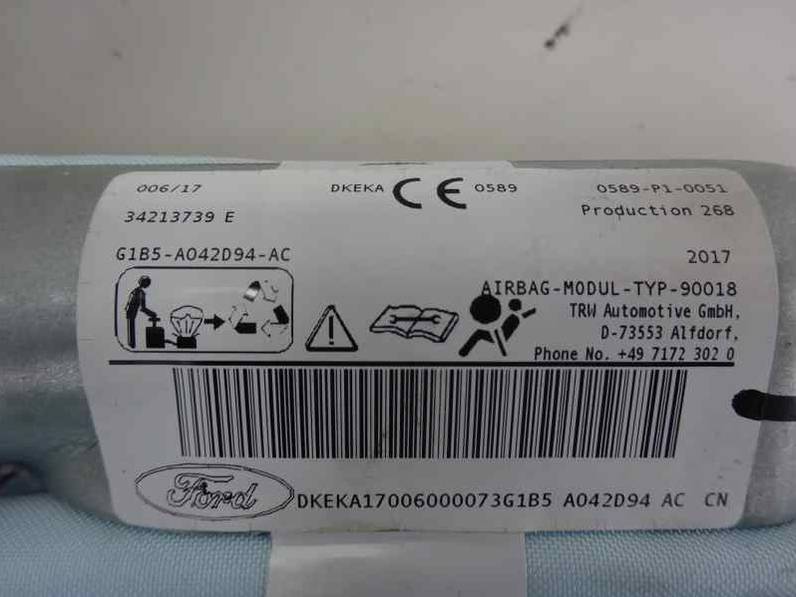 006/17 DKEKA CE 0589 0589-P1-0051
34213739 E Production 268
G1B5-A042D94-AC 2017
AIRBAG-MODUL-TYP-90018
TRW Automotive GmbH,
D-73553 Alfdorf,
Phone No. +49 7172 302 0
Ford DKEKA17006000073G1B5 A042D94 AC CN